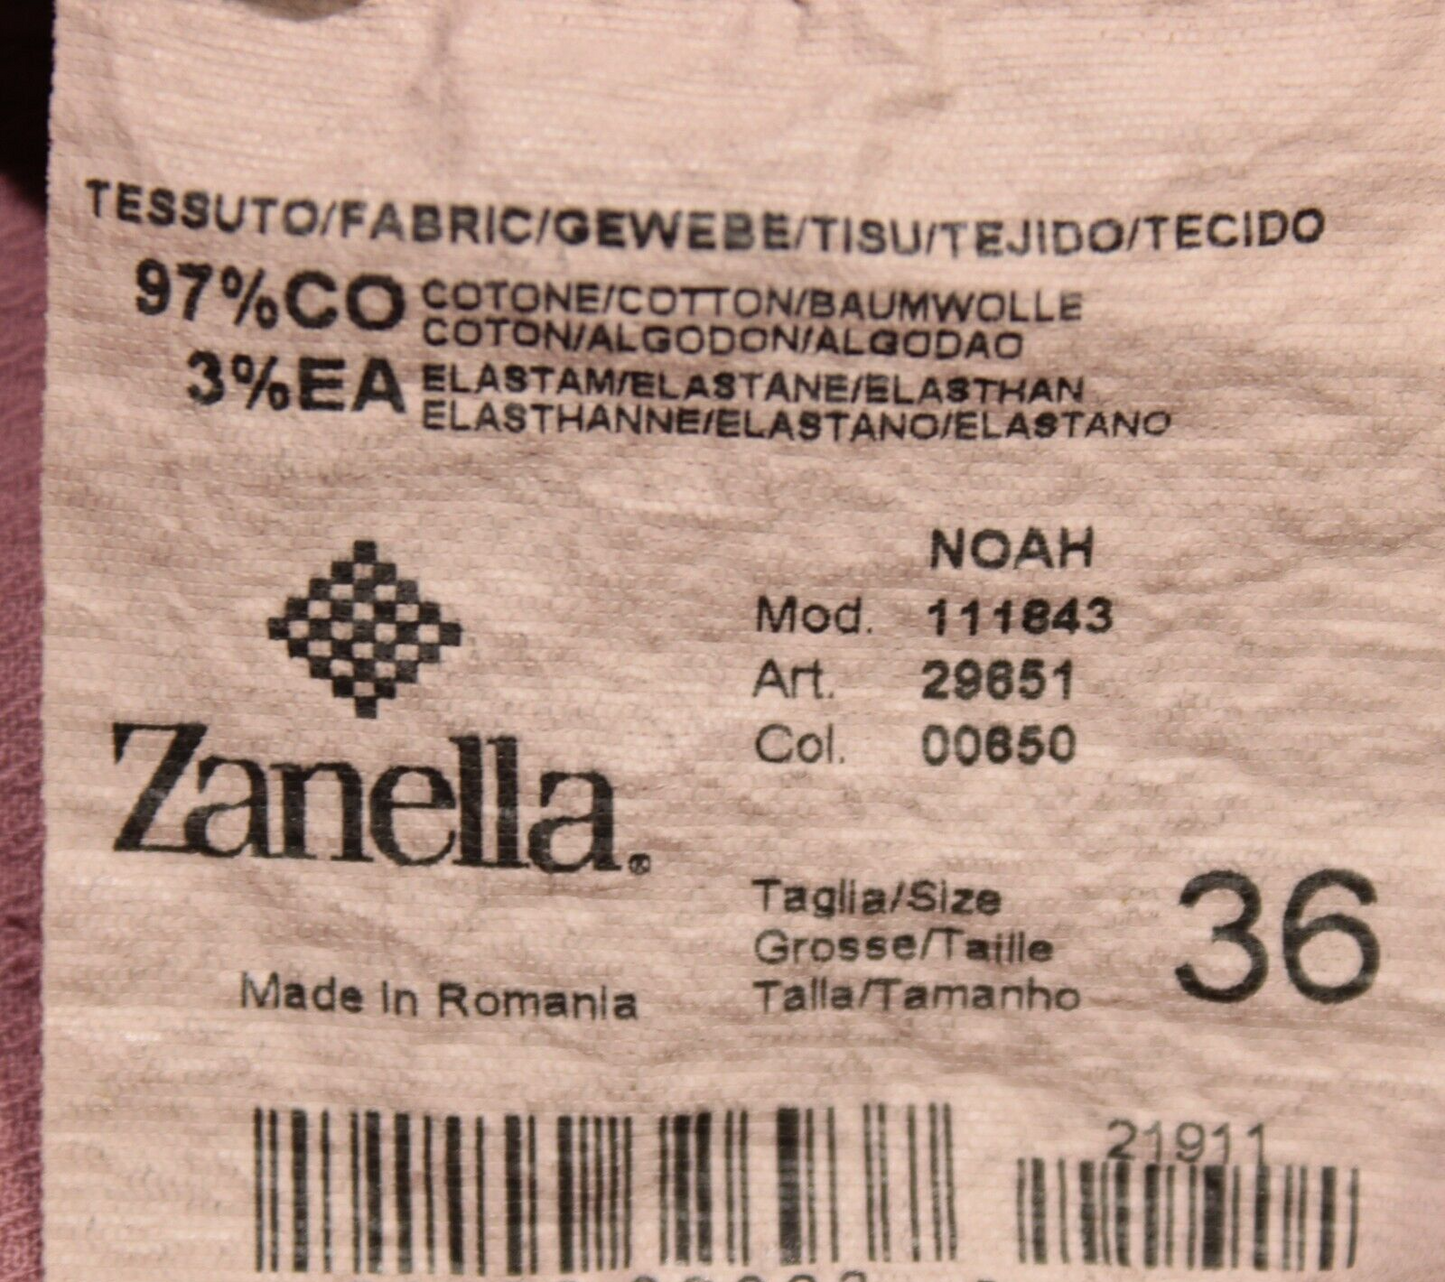 TESSUTO/FABRIC/GEWEBE/TISU/TEJIDO/TECIDO
97%CO COTONE/COTTON/BAUMWOLLE
COTON/ALGODON/ALGODAO
3%EA ELASTAM/ELASTANE/ELASTHAN
ELASTHANNE/ELASTANO/ELASTANO
NOAH
Mod. 111843
Art. 29651
Col. 00650
Zanella®
Taglia/Size
Grosse/Taille
Talla/Tamanho
36
Made In Romania
21911